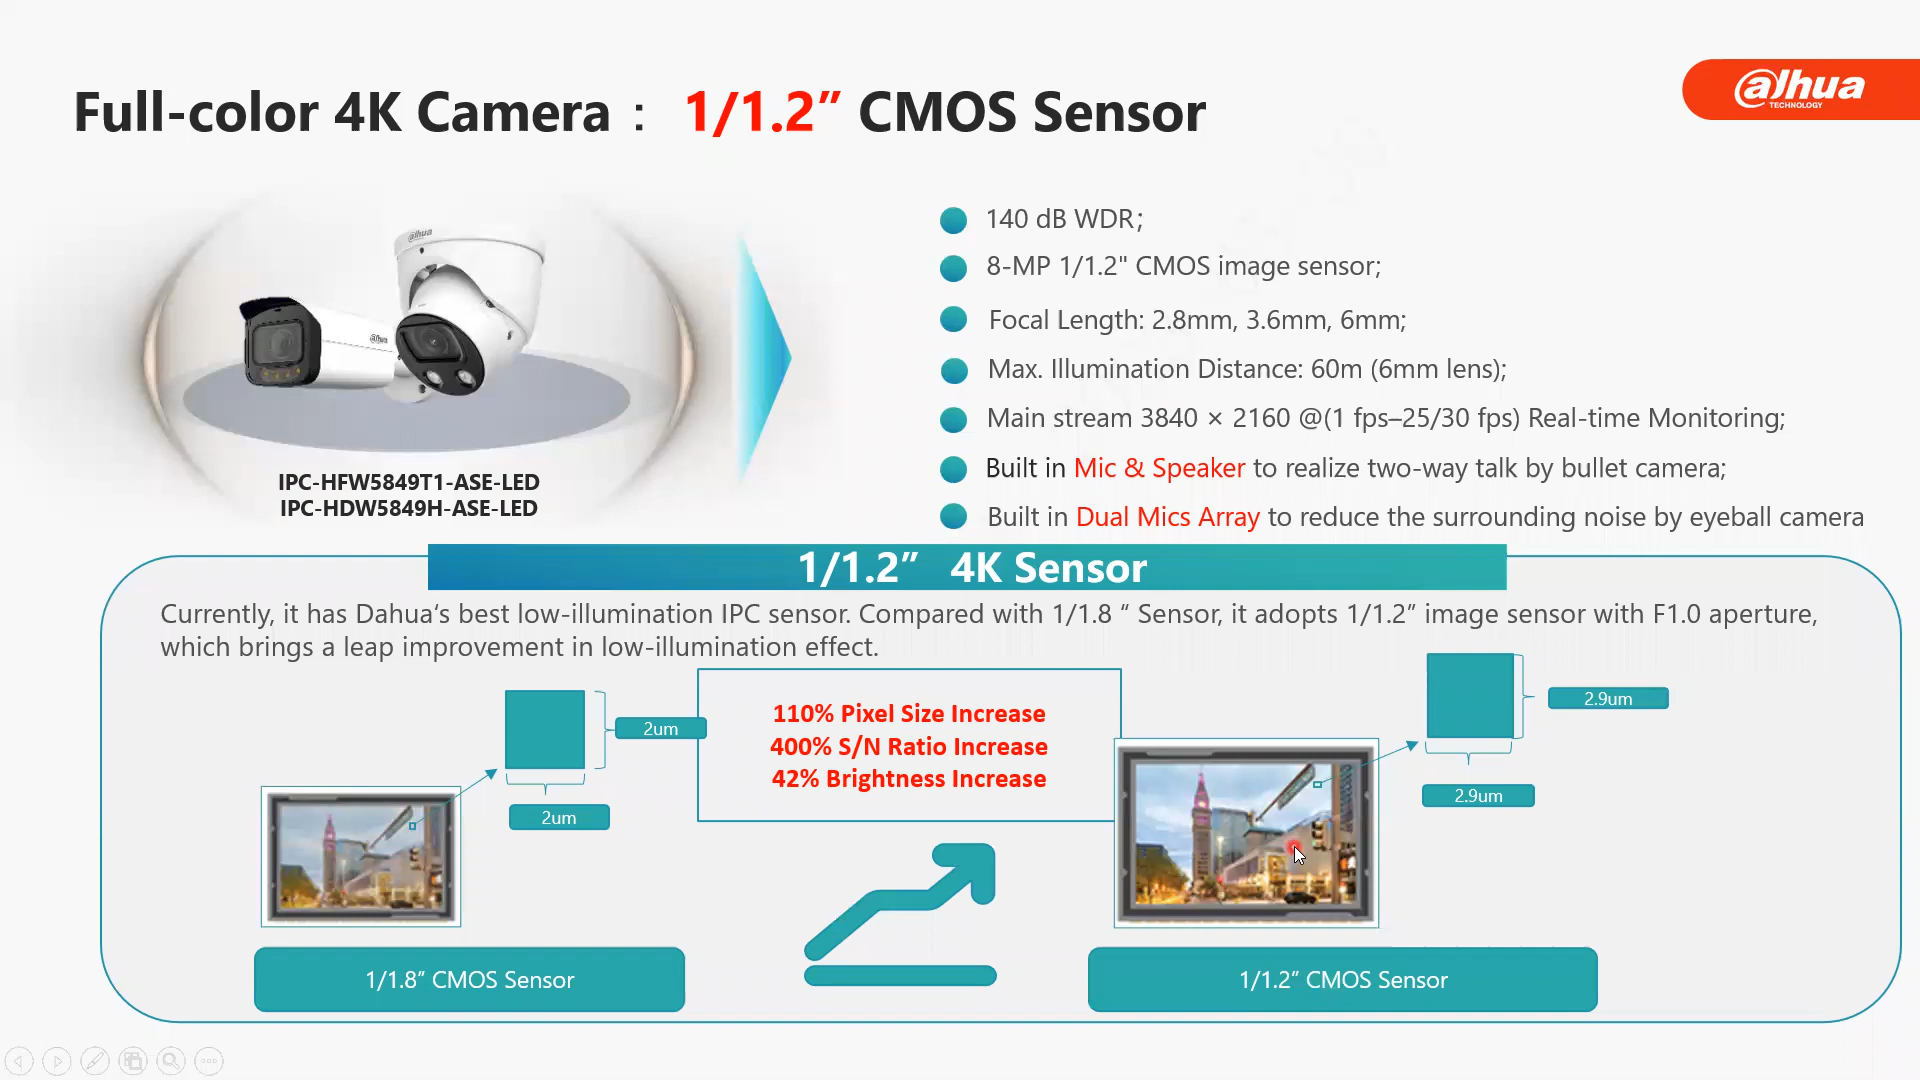 Full-color 4K Camera： 1/1.2” CMOS Sensor
alhua
TECHNOLOGY
140 dB WDR;
8-MP 1/1.2" CMOS image sensor;
Focal Length: 2.8mm, 3.6mm, 6mm;
Max. Illumination Distance: 60m (6mm lens);
Main stream 3840 × 2160 @(1 fps–25/30 fps) Real-time Monitoring;
Built in Mic & Speaker to realize two-way talk by bullet camera;
Built in Dual Mics Array to reduce the surrounding noise by eyeball camera
alhua
alhua
IPC-HFW5849T1-ASE-LED
IPC-HDW5849H-ASE-LED
1/1.2” 4K Sensor
Currently, it has Dahua‘s best low-illumination IPC sensor. Compared with 1/1.8 “ Sensor, it adopts 1/1.2” image sensor with F1.0 aperture,
which brings a leap improvement in low-illumination effect.
2um
2um
110% Pixel Size Increase
400% S/N Ratio Increase
42% Brightness Increase
2.9um
2.9um
1/1.8” CMOS Sensor
1/1.2” CMOS Sensor